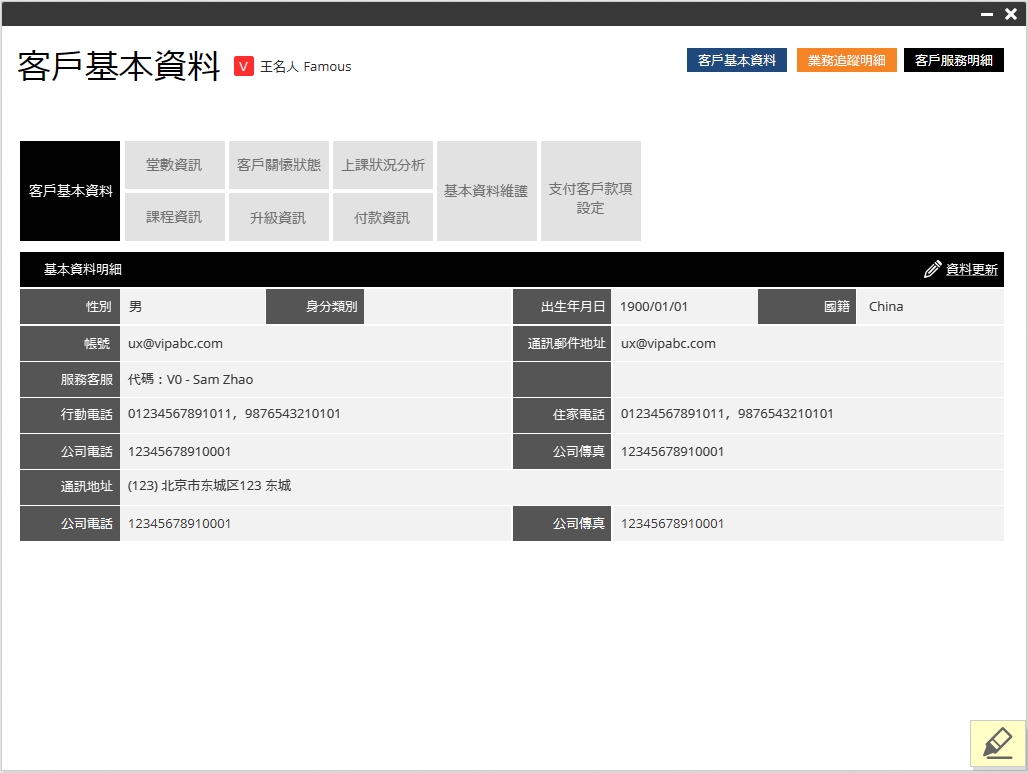 客戶基本資料 V 王名人 Famous
客戶基本資料 業務追蹤明細 客戶服務明細
客戶基本資料
堂數資訊 客戶關懷狀態 上課狀況分析
課程資訊 升級資訊 付款資訊
基本資料維護
支付客戶款項
設定
基本資料明細 資料更新
性別 男 身分類別 出生年月日 1900/01/01 國籍 China
帳號 ux@vipabc.com 通訊郵件地址 ux@vipabc.com
服務客服 代碼：V0 - Sam Zhao
行動電話 01234567891011，9876543210101 住家電話 01234567891011，9876543210101
公司電話 12345678910001 公司傳真 12345678910001
通訊地址 (123) 北京市东城区123 东城
公司電話 12345678910001 公司傳真 12345678910001